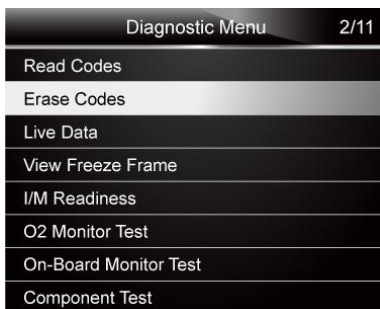 Diagnostic Menu 2/11
Read Codes
Erase Codes
Live Data
View Freeze Frame
I/M Readiness
O2 Monitor Test
On-Board Monitor Test
Component Test